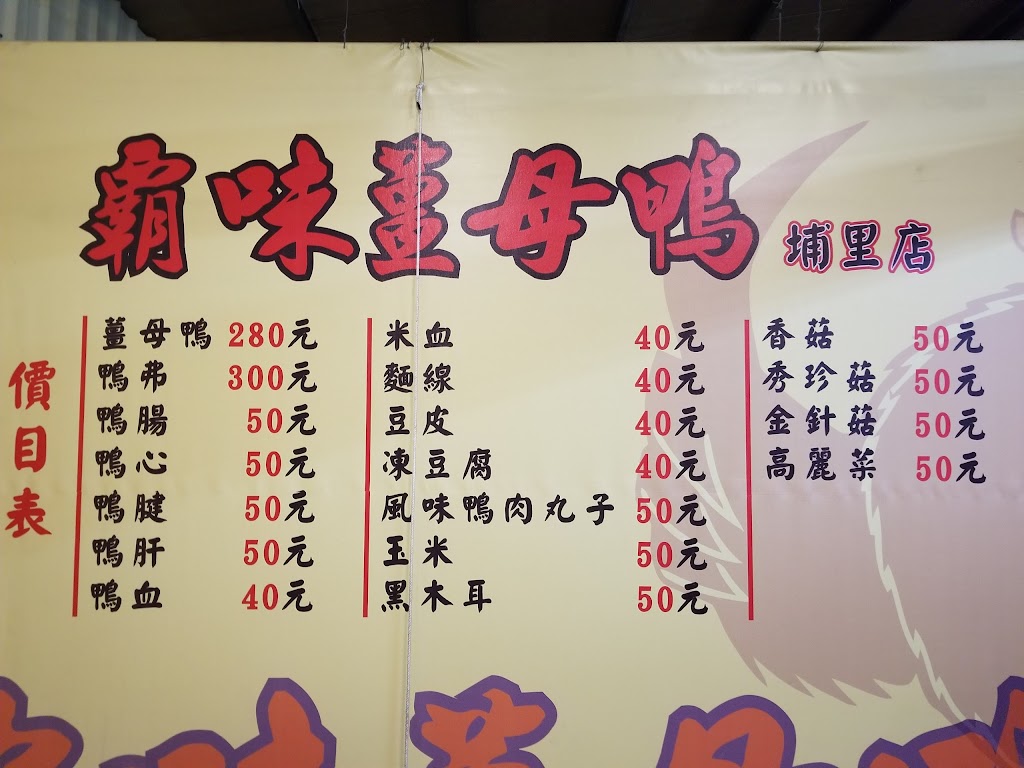 霸味薑母鴨 埔里店
價目表
薑母鴨 280元
鴨弗 300元
鴨腸 50元
鴨心 50元
鴨腱 50元
鴨肝 50元
鴨血 40元
米血 40元
麵線 40元
豆皮 40元
凍豆腐 40元
風味鴨肉丸子 50元
玉米 50元
黑木耳 50元
香菇 50元
秀珍菇 50元
金針菇 50元
高麗菜 50元